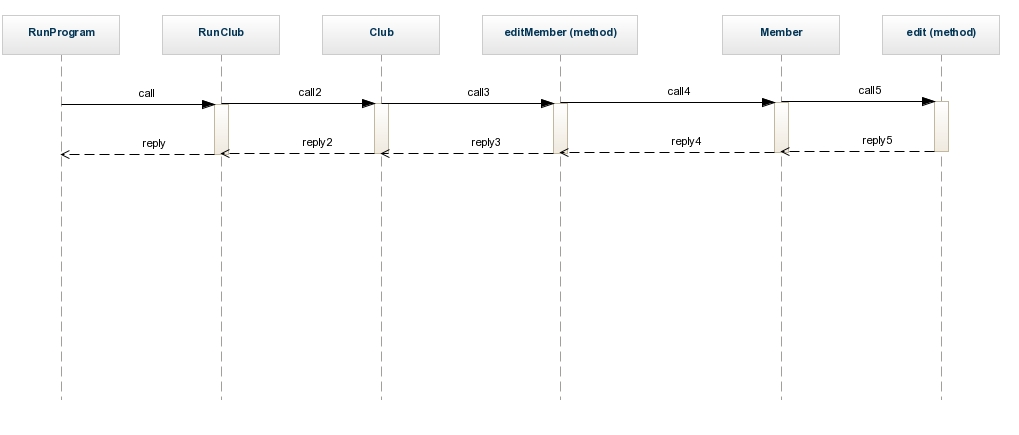 RunProgram RunClub Club editMember (method) Member edit (method)
call call2 call3 call4 call5
reply reply2 reply3 reply4 reply5